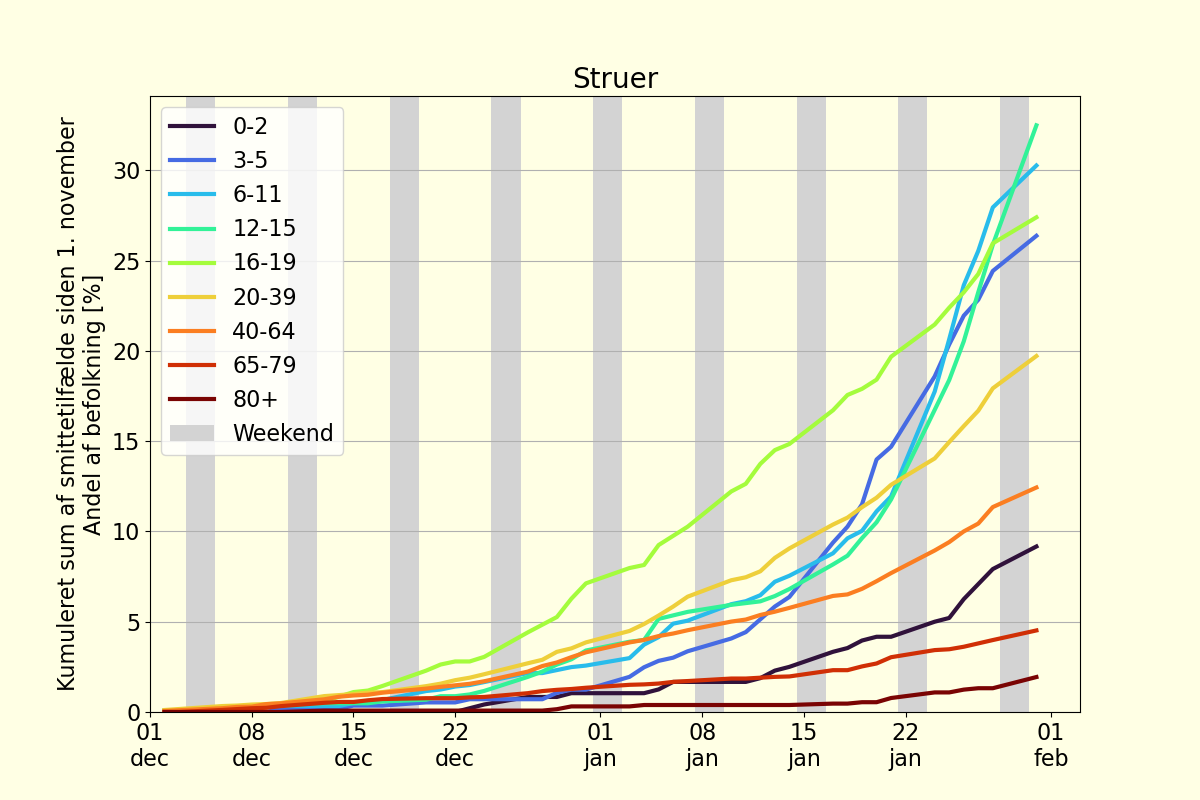 Struer
Kumuleret sum af smittetilfælde siden 1. november
Andel af befolkning [%]
0-2
3-5
6-11
12-15
16-19
20-39
40-64
65-79
80+
Weekend
30
25
20
15
10
5
0
01 08 15 22 01 08 15 22 01
dec dec dec dec jan jan jan jan feb